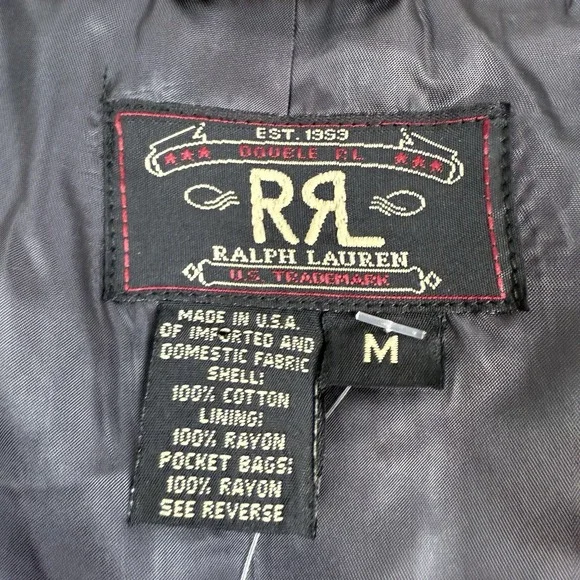 EST. 1993
DOUBLE RL
RRL
RALPH LAUREN
U.S. TRADEMARK
MADE IN U.S.A.
OF IMPORTED AND
DOMESTIC FABRIC
SHELL:
100% COTTON
LINING:
100% RAYON
POCKET BAGS:
100% RAYON
SEE REVERSE
M